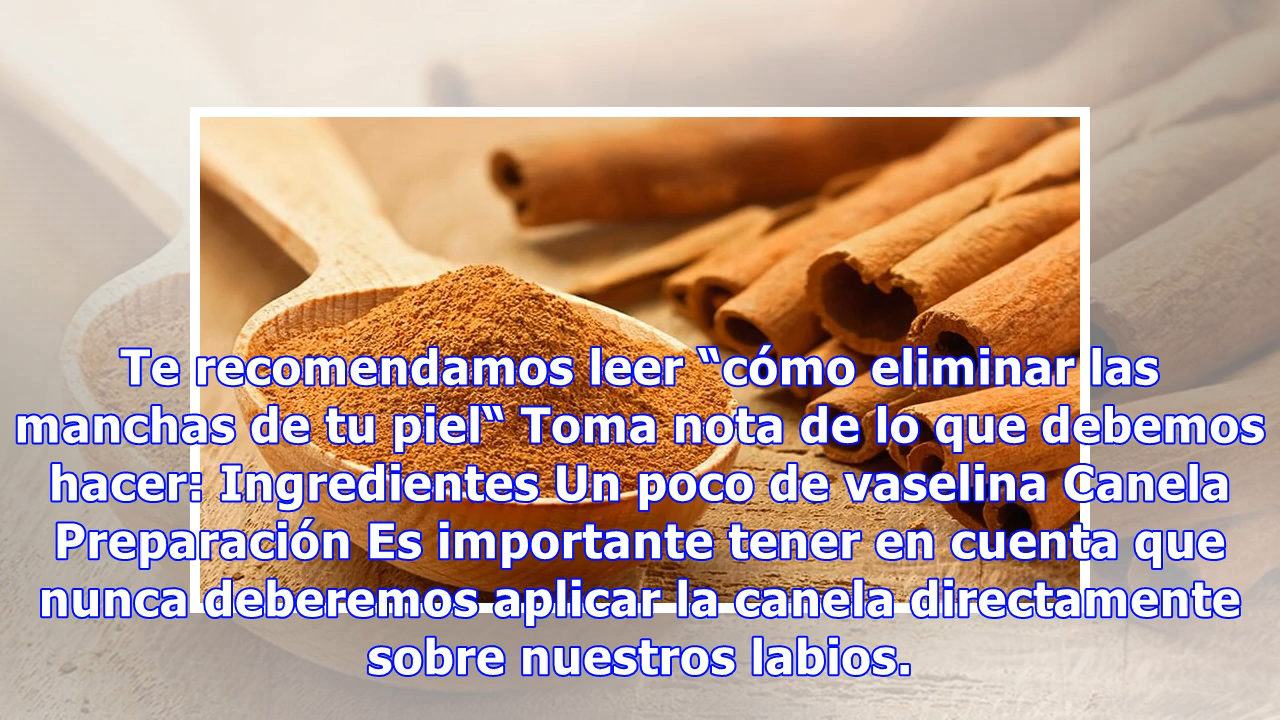 Te recomendamos leer “cómo eliminar las
manchas de tu piel“ Toma nota de lo que debemos
hacer: Ingredientes Un poco de vaselina Canela
Preparación Es importante tener en cuenta que
nunca deberemos aplicar la canela directamente
sobre nuestros labios.